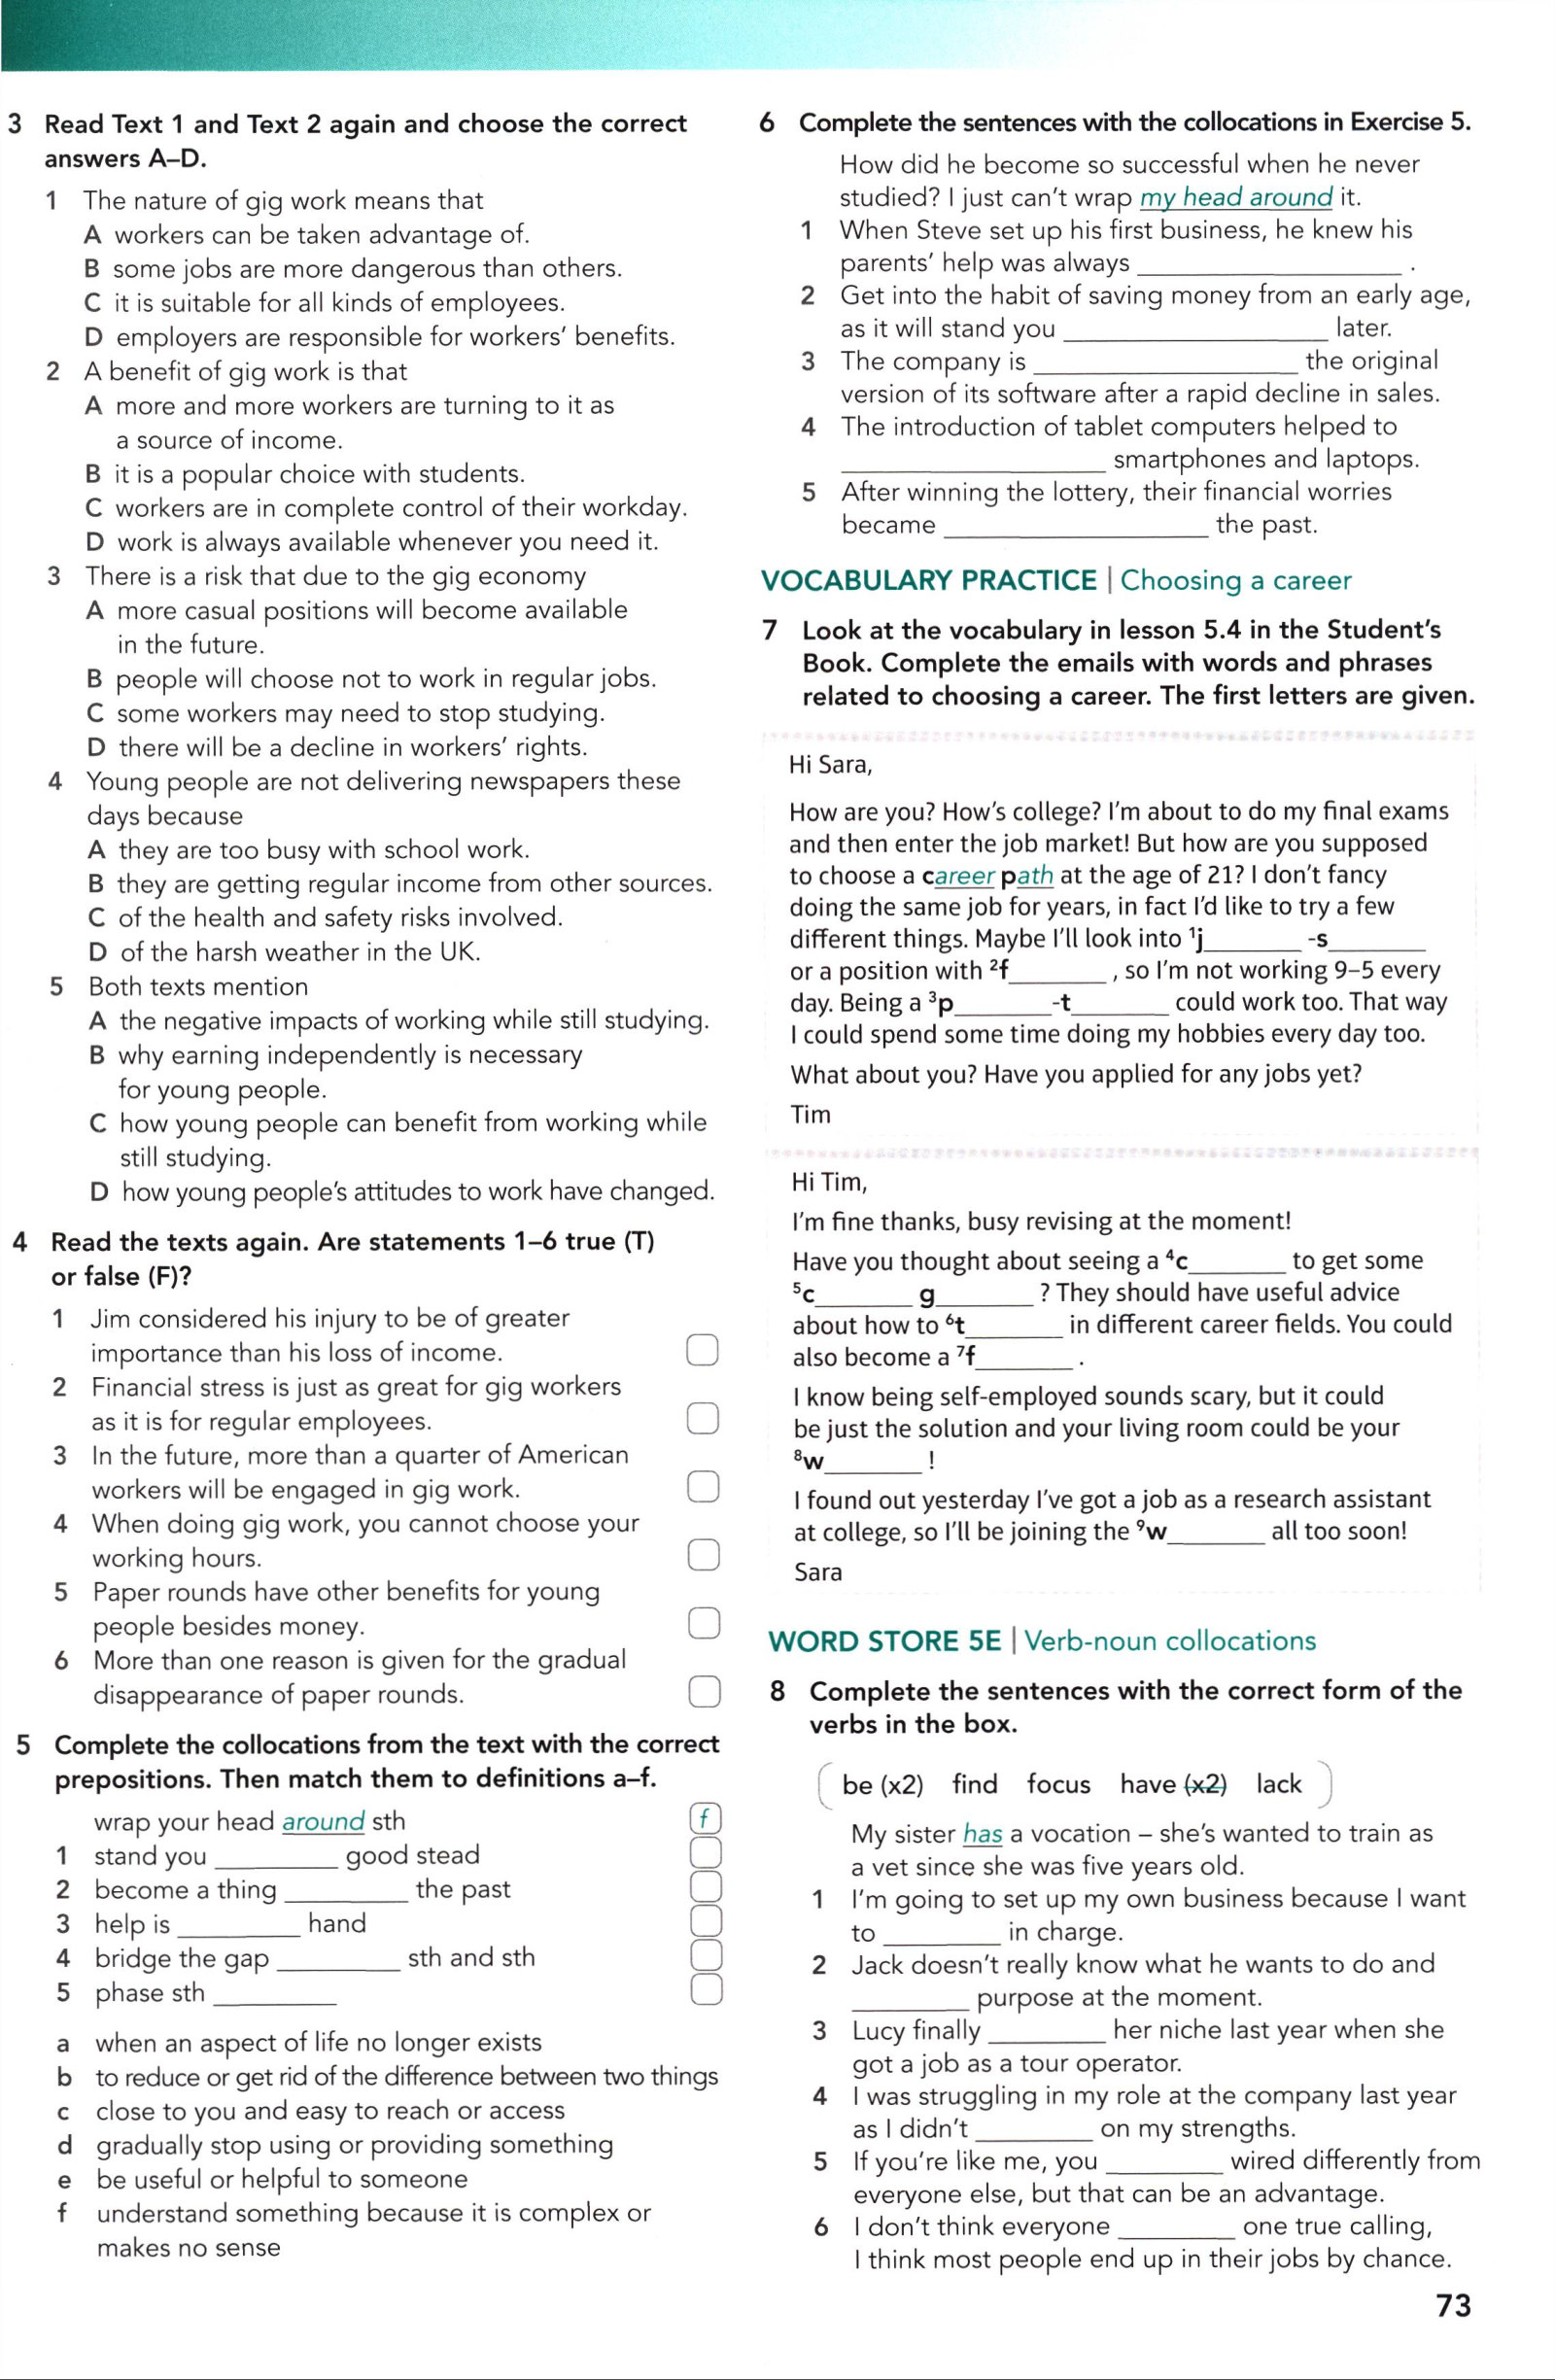 3 Read Text 1 and Text 2 again and choose the correct
answers A–D.
1 The nature of gig work means that
A workers can be taken advantage of.
B some jobs are more dangerous than others.
C it is suitable for all kinds of employees.
D employers are responsible for workers' benefits.
2 A benefit of gig work is that
A more and more workers are turning to it as
a source of income.
B it is a popular choice with students.
C workers are in complete control of their workday.
D work is always available whenever you need it.
3 There is a risk that due to the gig economy
A more casual positions will become available
in the future.
B people will choose not to work in regular jobs.
C some workers may need to stop studying.
D there will be a decline in workers' rights.
4 Young people are not delivering newspapers these
days because
A they are too busy with school work.
B they are getting regular income from other sources.
C of the health and safety risks involved.
D of the harsh weather in the UK.
5 Both texts mention
A the negative impacts of working while still studying.
B why earning independently is necessary
for young people.
C how young people can benefit from working while
still studying.
D how young people's attitudes to work have changed.
4 Read the texts again. Are statements 1–6 true (T)
or false (F)?
1 Jim considered his injury to be of greater
importance than his loss of income.
2 Financial stress is just as great for gig workers
as it is for regular employees.
3 In the future, more than a quarter of American
workers will be engaged in gig work.
4 When doing gig work, you cannot choose your
working hours.
5 Paper rounds have other benefits for young
people besides money.
6 More than one reason is given for the gradual
disappearance of paper rounds.
5 Complete the collocations from the text with the correct
prepositions. Then match them to definitions a–f.
wrap your head around sth f
1 stand you ________ good stead
2 become a thing ________ the past
3 help is ________ hand
4 bridge the gap ________ sth and sth
5 phase sth ________
a when an aspect of life no longer exists
b to reduce or get rid of the difference between two things
c close to you and easy to reach or access
d gradually stop using or providing something
e be useful or helpful to someone
f understand something because it is complex or
makes no sense
6 Complete the sentences with the collocations in Exercise 5.
How did he become so successful when he never
studied? I just can't wrap my head around it.
1 When Steve set up his first business, he knew his
parents' help was always ________ .
2 Get into the habit of saving money from an early age,
as it will stand you ________ later.
3 The company is ________ the original
version of its software after a rapid decline in sales.
4 The introduction of tablet computers helped to
________ smartphones and laptops.
5 After winning the lottery, their financial worries
became ________ the past.
VOCABULARY PRACTICE | Choosing a career
7 Look at the vocabulary in lesson 5.4 in the Student's
Book. Complete the emails with words and phrases
related to choosing a career. The first letters are given.
Hi Sara,
How are you? How's college? I'm about to do my final exams
and then enter the job market! But how are you supposed
to choose a career path at the age of 21? I don't fancy
doing the same job for years, in fact I'd like to try a few
different things. Maybe I'll look into ¹j________ -s________
or a position with ²f________ , so I'm not working 9–5 every
day. Being a ³p________ -t________ could work too. That way
I could spend some time doing my hobbies every day too.
What about you? Have you applied for any jobs yet?
Tim
Hi Tim,
I'm fine thanks, busy revising at the moment!
Have you thought about seeing a ⁴c________ to get some
⁵c________ g________ ? They should have useful advice
about how to ⁶t________ in different career fields. You could
also become a ⁷f________ .
I know being self-employed sounds scary, but it could
be just the solution and your living room could be your
⁸w________ !
I found out yesterday I've got a job as a research assistant
at college, so I'll be joining the ⁹w________ all too soon!
Sara
WORD STORE 5E | Verb-noun collocations
8 Complete the sentences with the correct form of the
verbs in the box.
be (x2) find focus have (x2) lack
My sister has a vocation – she's wanted to train as
a vet since she was five years old.
1 I'm going to set up my own business because I want
to ________ in charge.
2 Jack doesn't really know what he wants to do and
________ purpose at the moment.
3 Lucy finally ________ her niche last year when she
got a job as a tour operator.
4 I was struggling in my role at the company last year
as I didn't ________ on my strengths.
5 If you're like me, you ________ wired differently from
everyone else, but that can be an advantage.
6 I don't think everyone ________ one true calling,
I think most people end up in their jobs by chance.
73